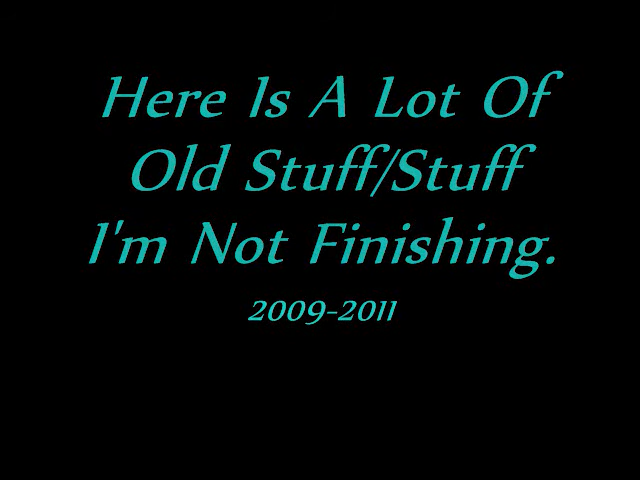 Here Is A Lot Of
Old Stuff/Stuff
I'm Not Finishing.
2009-2011